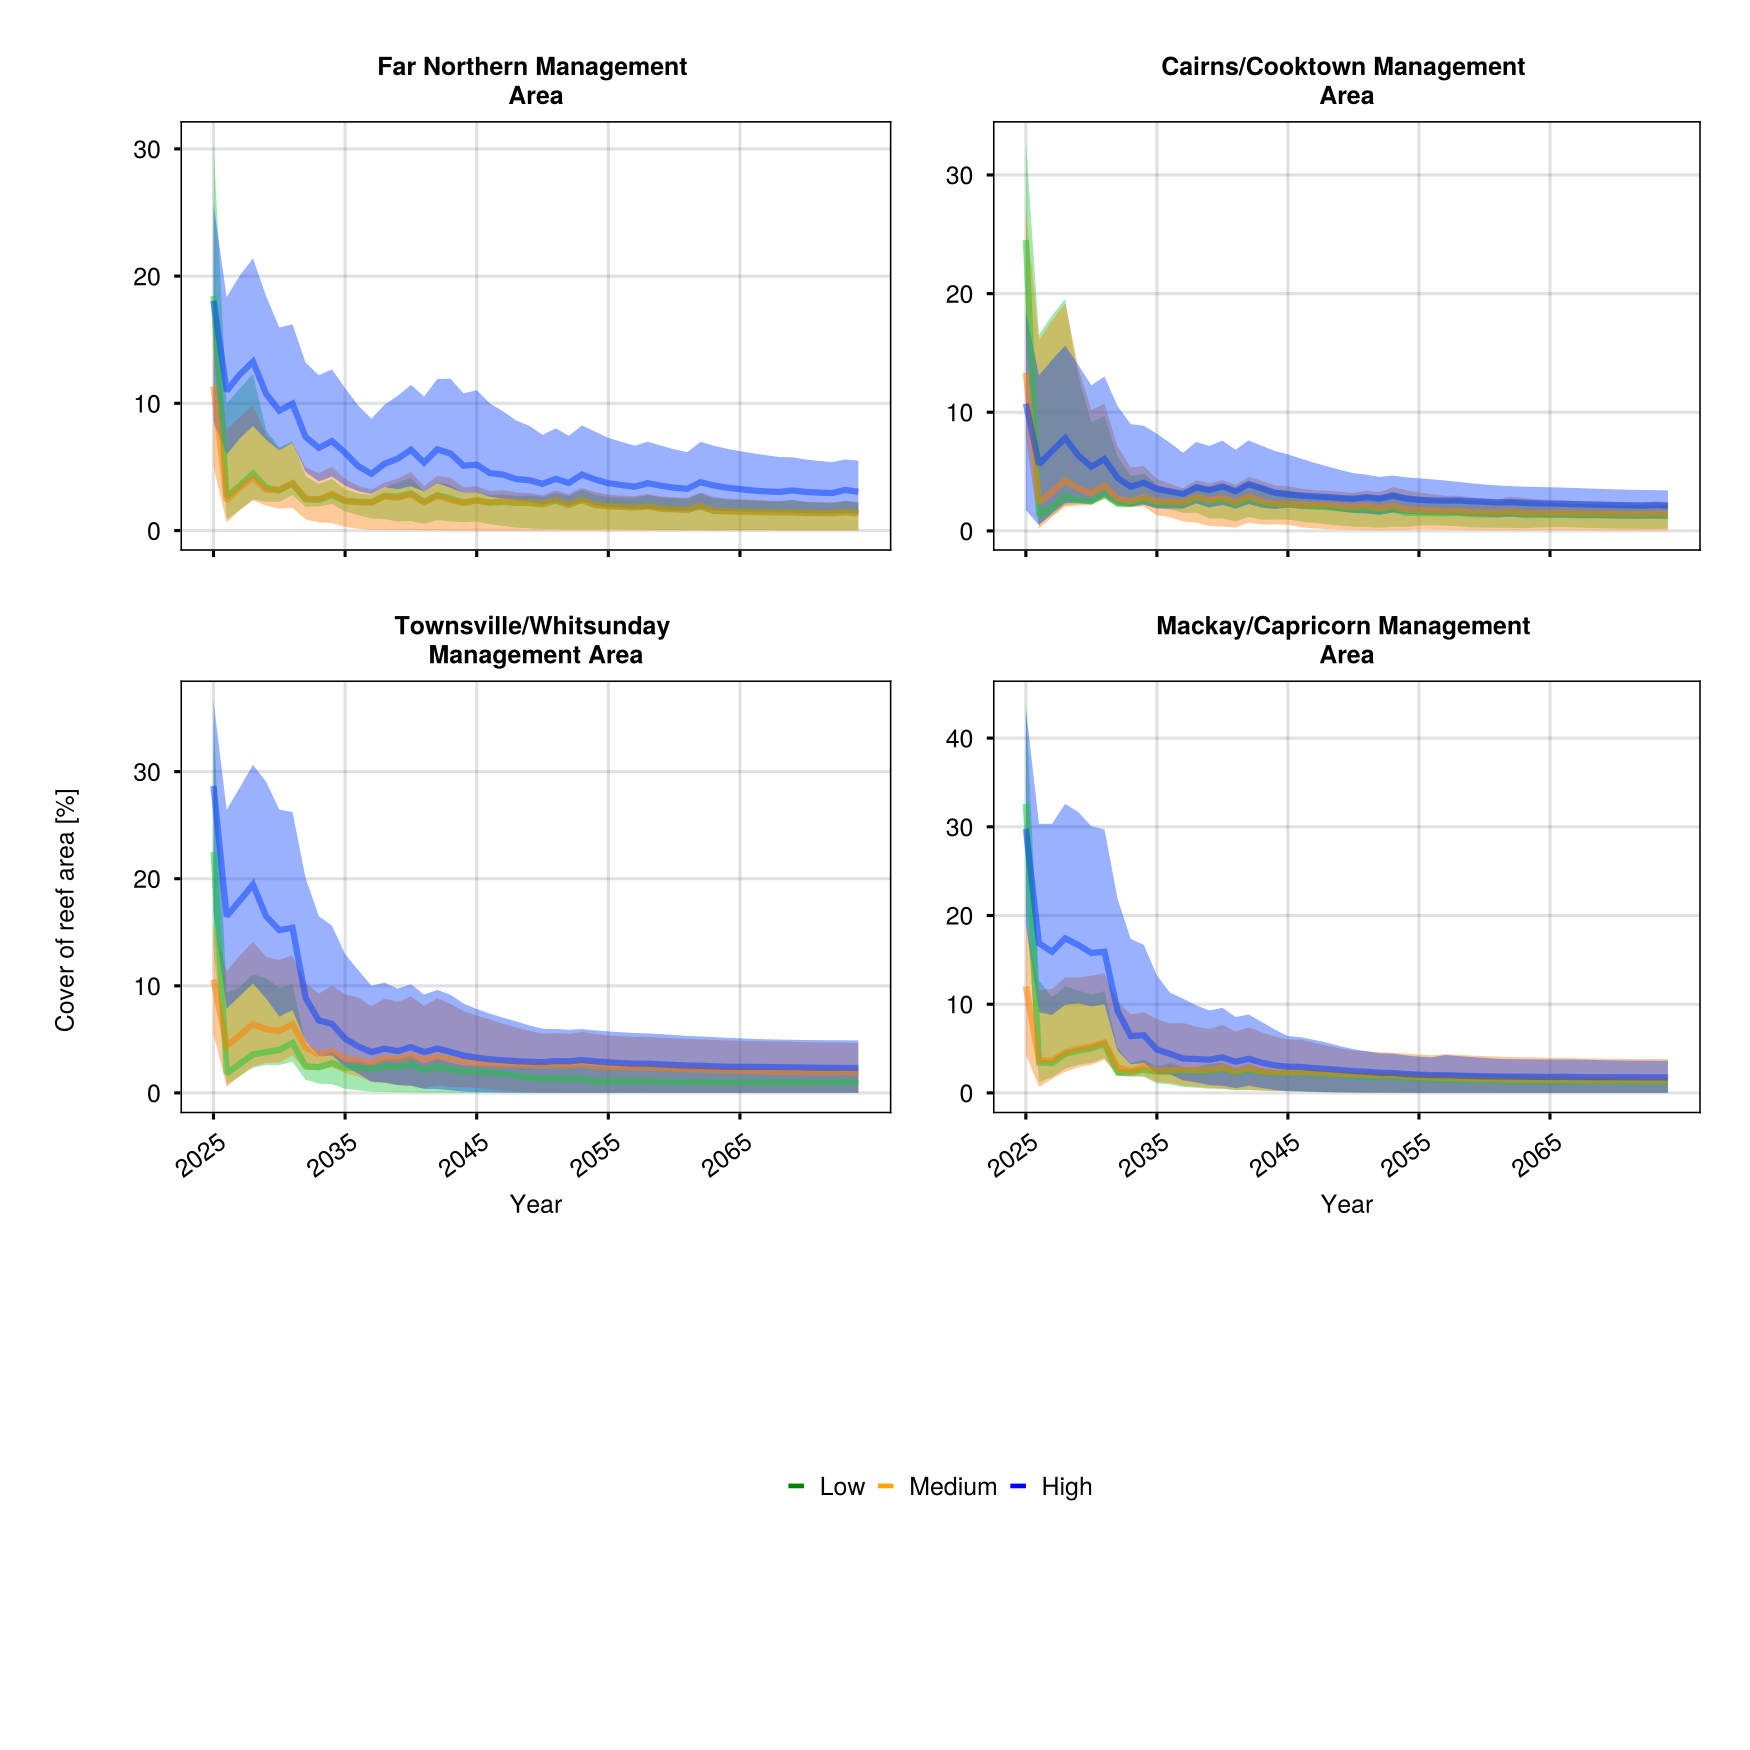 Far Northern Management
Area
Cairns/Cooktown Management
Area
30
20
10
0
30
20
10
0
Townsville/Whitsunday
Management Area
Mackay/Capricorn Management
Area
Cover of reef area [%]
30
20
10
0
40
30
20
10
0
2025 2035 2045 2055 2065
2025 2035 2045 2055 2065
Year
Year
Low Medium High